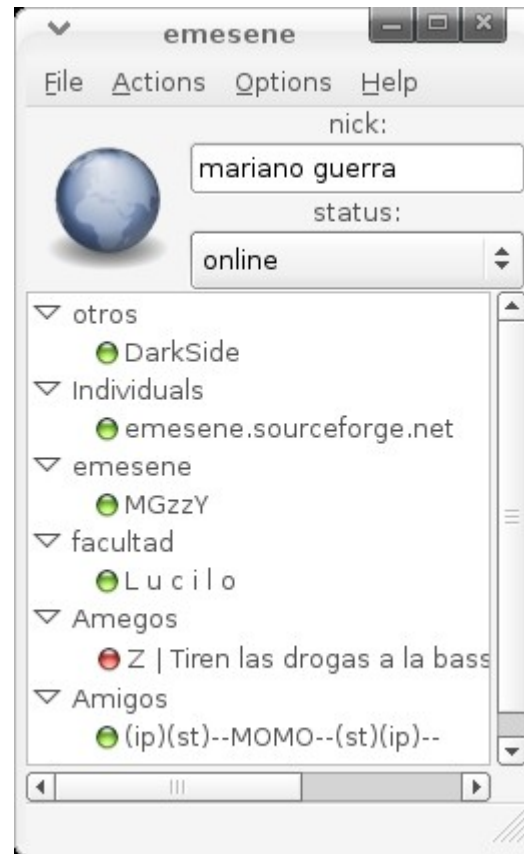 emesene
File Actions Options Help
nick:
mariano guerra
status:
online
otros
DarkSide
Individuals
emesene.sourceforge.net
emesene
MGzzY
facultad
L u c i l o
Amegos
Z | Tiren las drogas a la bass
Amigos
(ip)(st)--MOMO--(st)(ip)--